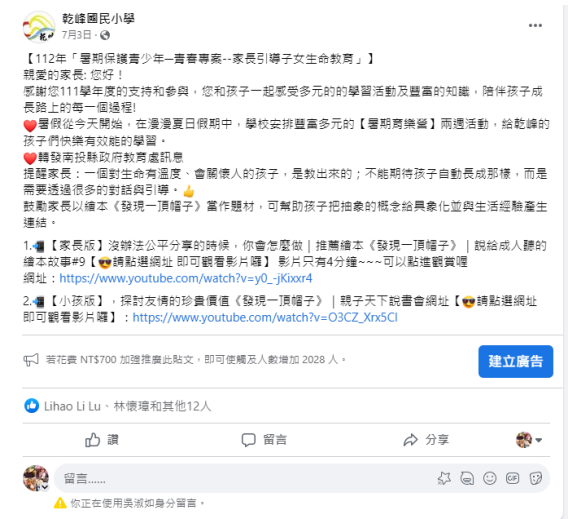 乾峰國民小學
7月3日 ·
【112年「暑期保護青少年—青春專案--家長引導子女生命教育」】
親愛的家長: 您好！
感謝您111學年度的支持和參與，您和孩子一起感受多元的的學習活動及豐富的知識，陪伴孩子成
長路上的每一個過程!
❤️暑假從今天開始，在漫漫夏日假期中，學校安排豐富多元的【暑期育樂營】兩週活動，給乾峰的
孩子們快樂有效能的學習。
❤️轉發南投縣政府教育處訊息
提醒家長：一個對生命有溫度、會關懷人的孩子，是教出來的；不能期待孩子自動長成那樣，而是
需要透過很多的對話與引導。👍
鼓勵家長以繪本《發現一頂帽子》當作題材，可幫助孩子把抽象的概念給具象化並與生活經驗產生
連結。
1.📲【家長版】沒辦法公平分享的時候，你會怎麼做｜推薦繪本《發現一頂帽子》｜說給成人聽的
繪本故事#9【😎請點選網址 即可觀看影片囉】 影片只有4分鐘~~~可以點進觀賞喔
網址：https://www.youtube.com/watch?v=y0_-jKixxr4
2.📲【小孩版】，探討友情的珍貴價值《發現一頂帽子》｜親子天下說書會網址【😎請點選網址
即可觀看影片囉】：https://www.youtube.com/watch?v=O3CZ_Xrx5CI
若花費 NT$700 加強推廣此貼文，即可使觸及人數增加 2028 人。
建立廣告
Lihao Li Lu、林懷瑋和其他12人
讚
留言
分享
留言……
GIF
你正在使用吳淑如身分留言。